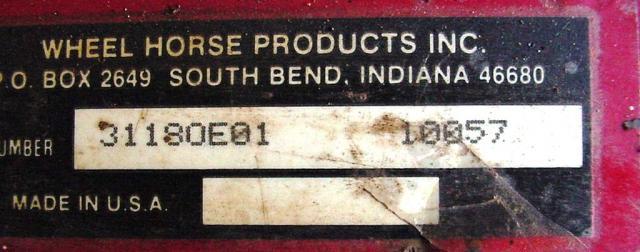 WHEEL HORSE PRODUCTS INC.
P.O. BOX 2649 SOUTH BEND, INDIANA 46680
UMBER 31180E01 10057
MADE IN U.S.A.